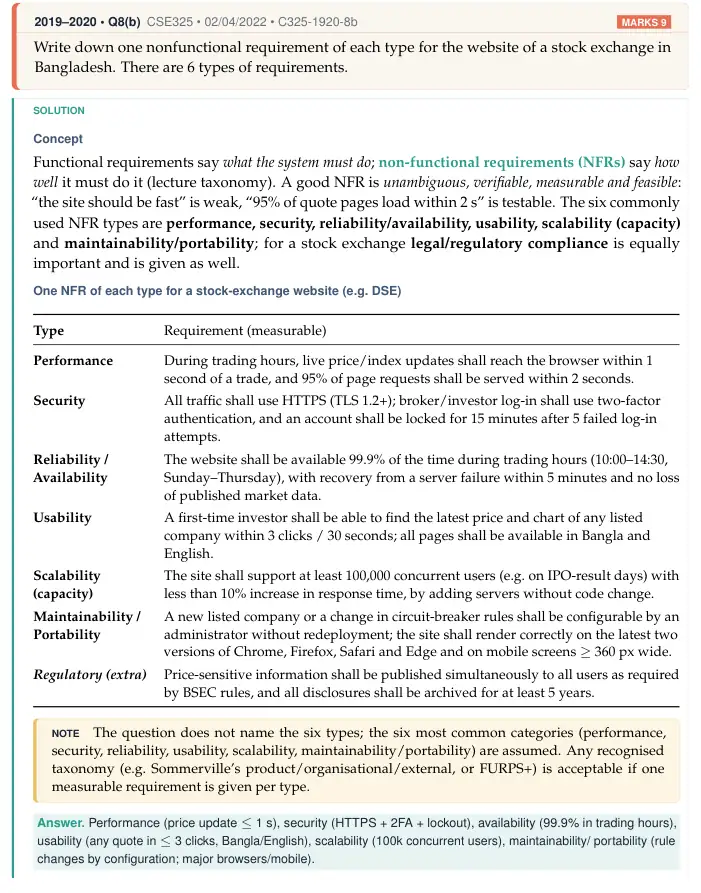 2019–2020 • Q8(b) CSE325 • 02/04/2022 • C325-1920-8b MARKS 9
Write down one nonfunctional requirement of each type for the website of a stock exchange in
Bangladesh. There are 6 types of requirements.
SOLUTION
Concept
Functional requirements say what the system must do; non-functional requirements (NFRs) say how
well it must do it (lecture taxonomy). A good NFR is unambiguous, verifiable, measurable and feasible:
“the site should be fast” is weak, “95% of quote pages load within 2 s” is testable. The six commonly
used NFR types are performance, security, reliability/availability, usability, scalability (capacity)
and maintainability/portability; for a stock exchange legal/regulatory compliance is equally
important and is given as well.
One NFR of each type for a stock-exchange website (e.g. DSE)
Type Requirement (measurable)
Performance During trading hours, live price/index updates shall reach the browser within 1
second of a trade, and 95% of page requests shall be served within 2 seconds.
Security All traffic shall use HTTPS (TLS 1.2+); broker/investor log-in shall use two-factor
authentication, and an account shall be locked for 15 minutes after 5 failed log-in
attempts.
Reliability / The website shall be available 99.9% of the time during trading hours (10:00–14:30,
Availability Sunday–Thursday), with recovery from a server failure within 5 minutes and no loss
of published market data.
Usability A first-time investor shall be able to find the latest price and chart of any listed
company within 3 clicks / 30 seconds; all pages shall be available in Bangla and
English.
Scalability The site shall support at least 100,000 concurrent users (e.g. on IPO-result days) with
(capacity) less than 10% increase in response time, by adding servers without code change.
Maintainability / A new listed company or a change in circuit-breaker rules shall be configurable by an
Portability administrator without redeployment; the site shall render correctly on the latest two
versions of Chrome, Firefox, Safari and Edge and on mobile screens ≥ 360 px wide.
Regulatory (extra) Price-sensitive information shall be published simultaneously to all users as required
by BSEC rules, and all disclosures shall be archived for at least 5 years.
NOTE The question does not name the six types; the six most common categories (performance,
security, reliability, usability, scalability, maintainability/portability) are assumed. Any recognised
taxonomy (e.g. Sommerville’s product/organisational/external, or FURPS+) is acceptable if one
measurable requirement is given per type.
Answer. Performance (price update ≤ 1 s), security (HTTPS + 2FA + lockout), availability (99.9% in trading hours),
usability (any quote in ≤ 3 clicks, Bangla/English), scalability (100k concurrent users), maintainability/ portability (rule
changes by configuration; major browsers/mobile).